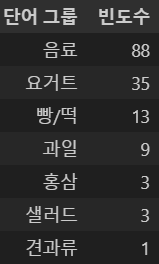 단어 그룹 빈도수
음료 88
요거트 35
빵/떡 13
과일 9
홍삼 3
샐러드 3
견과류 1